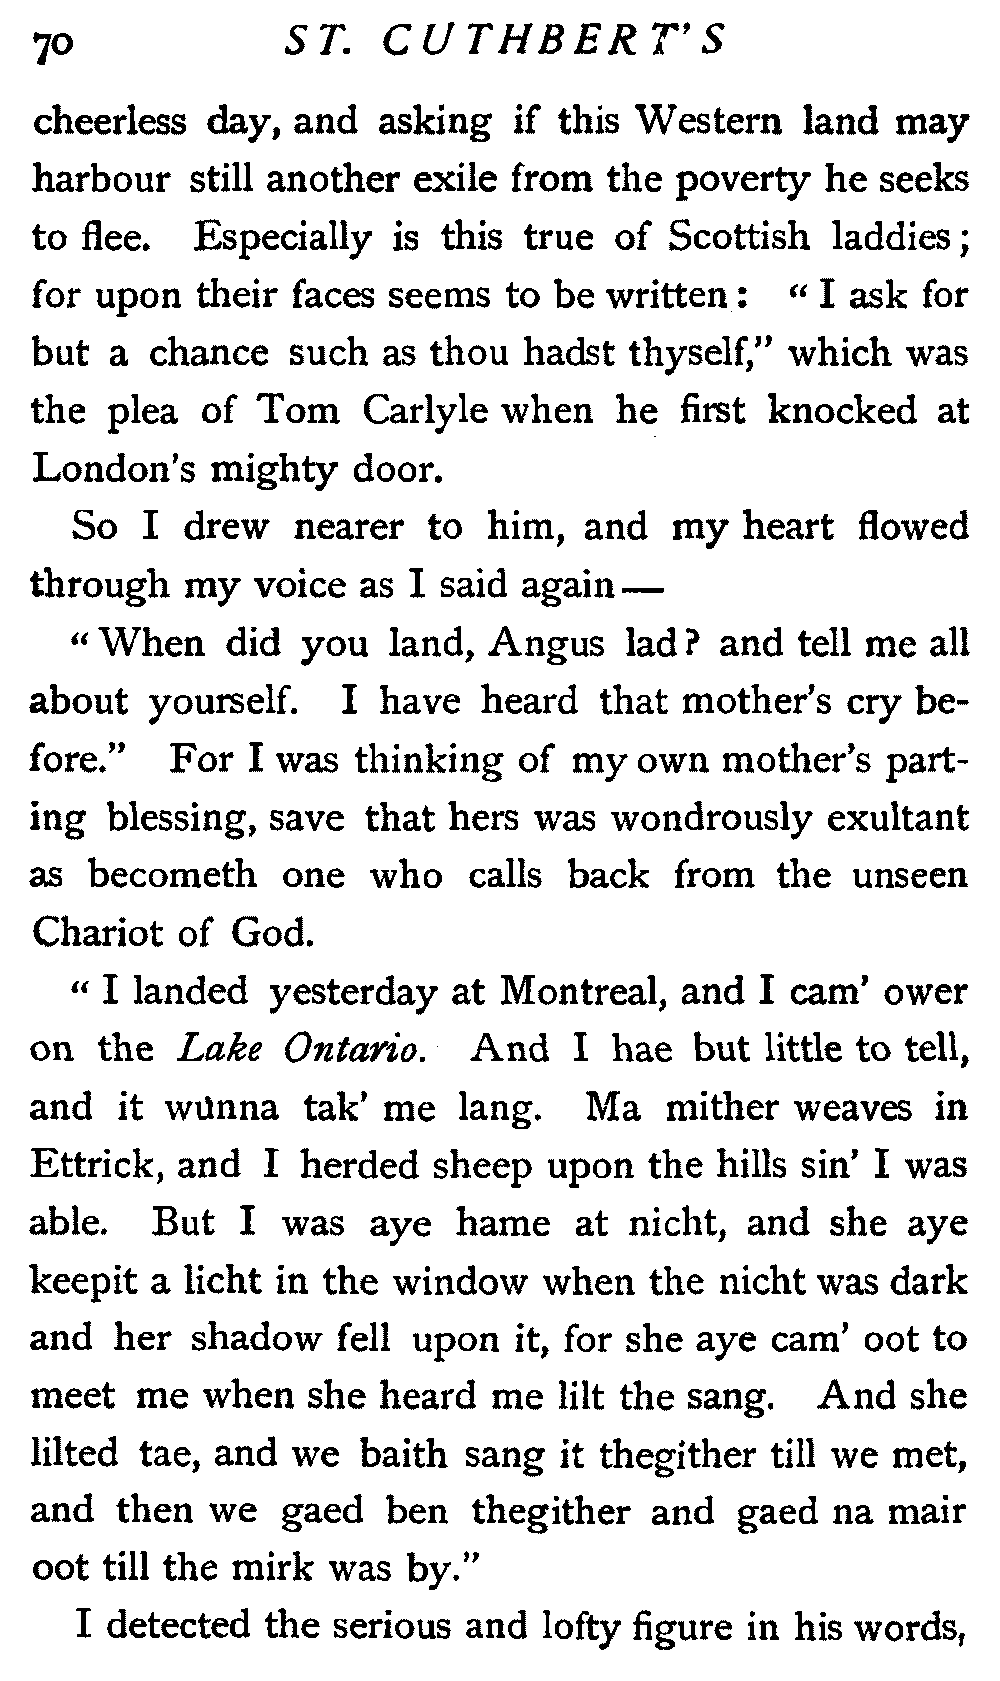 70 ST. CUTHBERT'S
cheerless day, and asking if this Western land may
harbour still another exile from the poverty he seeks
to flee. Especially is this true of Scottish laddies;
for upon their faces seems to be written: “ I ask for
but a chance such as thou hadst thyself,” which was
the plea of Tom Carlyle when he first knocked at
London's mighty door.
So I drew nearer to him, and my heart flowed
through my voice as I said again—
“ When did you land, Angus lad? and tell me all
about yourself. I have heard that mother's cry be-
fore.” For I was thinking of my own mother's part-
ing blessing, save that hers was wondrously exultant
as becometh one who calls back from the unseen
Chariot of God.
“ I landed yesterday at Montreal, and I cam' ower
on the Lake Ontario. And I hae but little to tell,
and it wunna tak' me lang. Ma mither weaves in
Ettrick, and I herded sheep upon the hills sin' I was
able. But I was aye hame at nicht, and she aye
keepit a licht in the window when the nicht was dark
and her shadow fell upon it, for she aye cam' oot to
meet me when she heard me lilt the sang. And she
lilted tae, and we baith sang it thegither till we met,
and then we gaed ben thegither and gaed na mair
oot till the mirk was by.”
I detected the serious and lofty figure in his words,